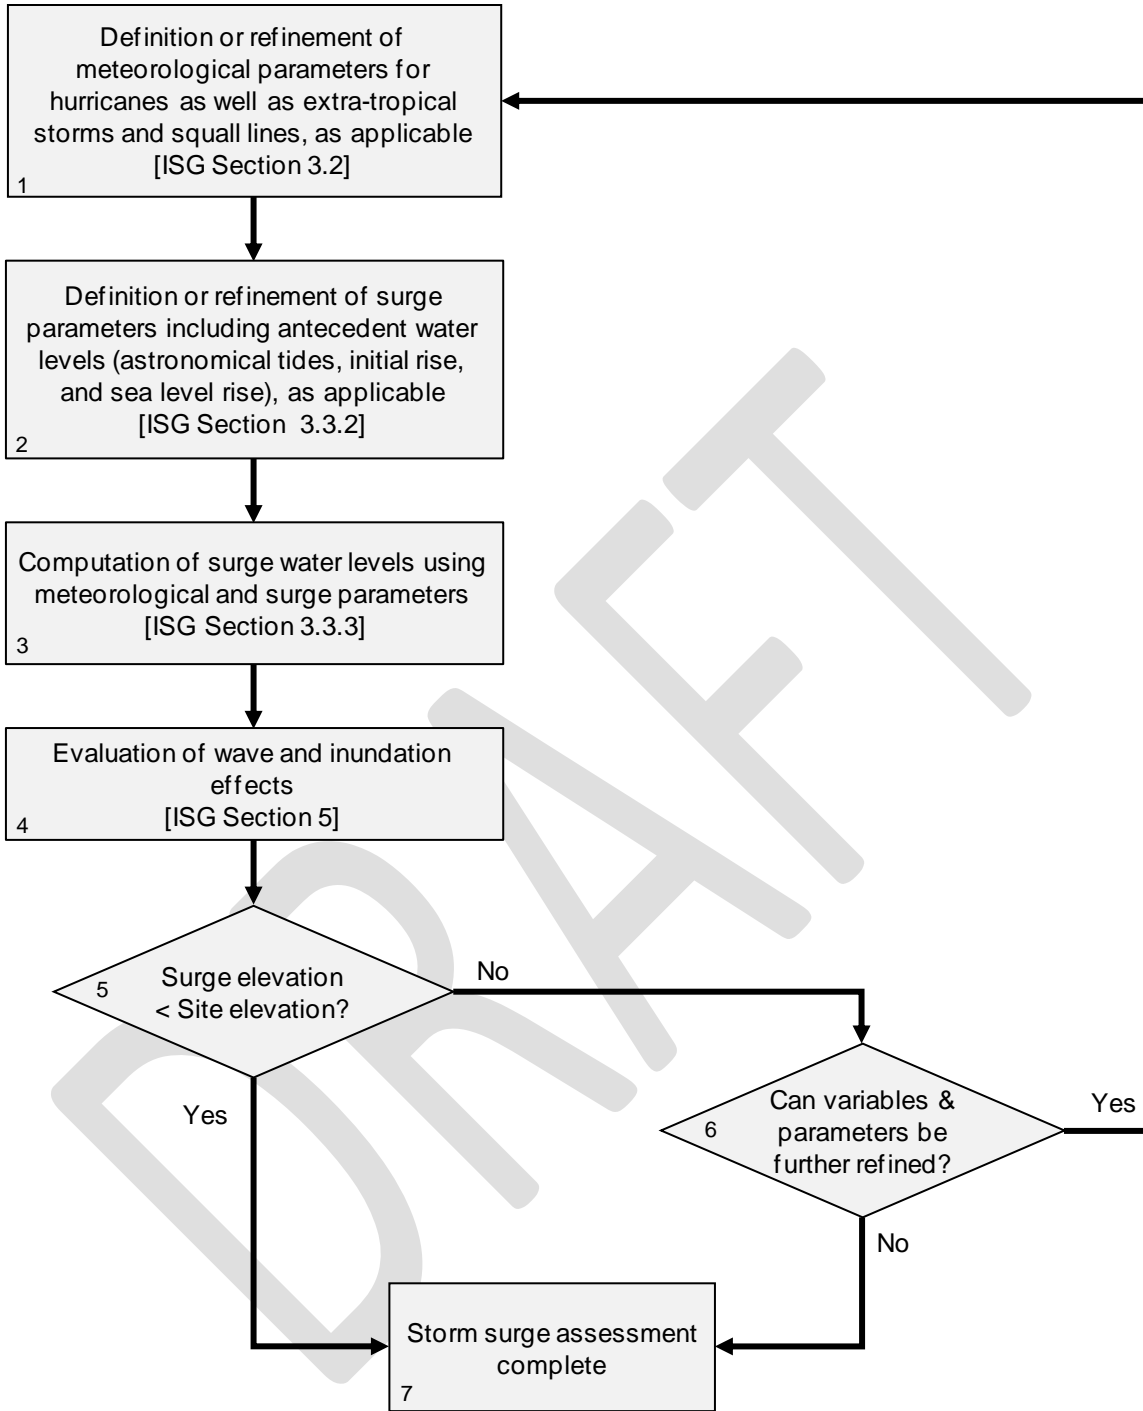 Definition or refinement of
meteorological parameters for
hurricanes as well as extra-tropical
storms and squall lines, as applicable
[ISG Section 3.2]
1
Definition or refinement of surge
parameters including antecedent water
levels (astronomical tides, initial rise,
and sea level rise), as applicable
[ISG Section 3.3.2]
2
Computation of surge water levels using
meteorological and surge parameters
[ISG Section 3.3.3]
3
Evaluation of wave and inundation
effects
[ISG Section 5]
4
5
Surge elevation
< Site elevation?
No
Yes
6
Can variables &
parameters be
further refined?
Yes
No
Storm surge assessment
complete
7
DRAFT